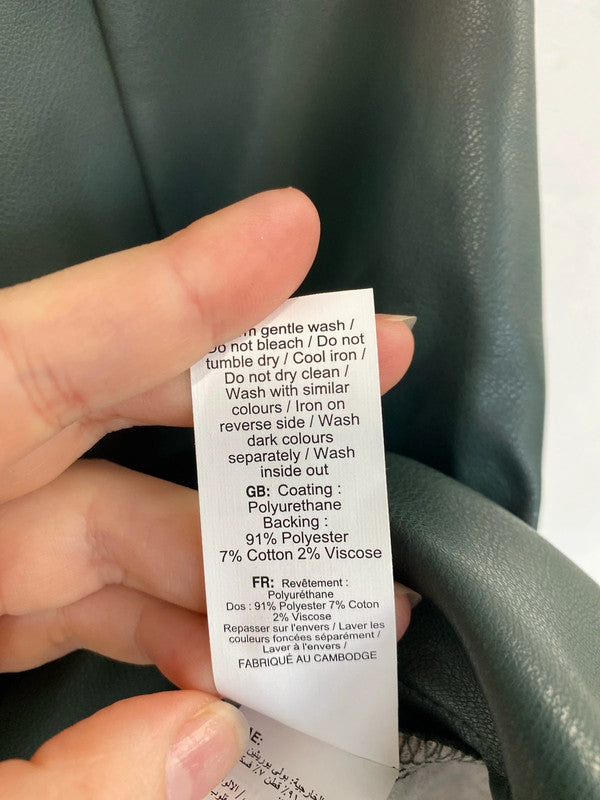 gentle wash /
Do not bleach / Do not
tumble dry / Cool iron /
Do not dry clean /
Wash with similar
colours / Iron on
reverse side / Wash
dark colours
separately / Wash
inside out
GB: Coating :
Polyurethane
Backing :
91% Polyester
7% Cotton 2% Viscose
FR: Revêtement :
Polyuréthane
Dos : 91% Polyester 7% Coton
2% Viscose
Repasser sur l'envers / Laver les
couleurs foncées séparément /
Laver à l'envers /
FABRIQUÉ AU CAMBODGE